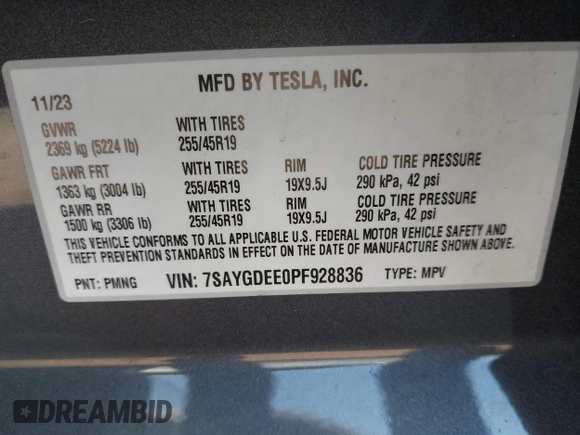 MFD BY TESLA, INC.
11/23
GVWR WITH TIRES
2369 kg (5224 lb) 255/45R19
GAWR FRT WITH TIRES RIM COLD TIRE PRESSURE
1363 kg (3004 lb) 255/45R19 19X9.5J 290 kPa, 42 psi
GAWR RR WITH TIRES RIM COLD TIRE PRESSURE
1500 kg (3306 lb) 255/45R19 19X9.5J 290 kPa, 42 psi
THIS VEHICLE CONFORMS TO ALL APPLICABLE U.S. FEDERAL MOTOR VEHICLE SAFETY AND
THEFT PREVENTION STANDARDS IN EFFECT ON THE DATE OF MANUFACTURE SHOWN ABOVE.
PNT: PMNG VIN: 7SAYGDEE0PF928836 TYPE: MPV
DREAMBID